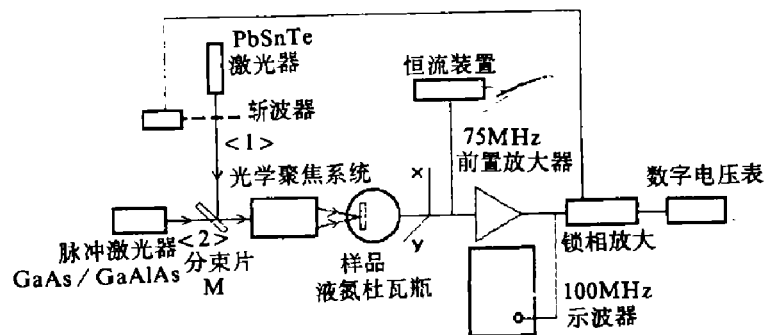 PbSnTe
激光器
恒流装置
斩波器
<1>
75MHz
前置放大器
光学聚焦系统
x
y
数字电压表
脉冲激光器
GaAs/GaAlAs
<2>
分束片
M
样品
液氮杜瓦瓶
锁相放大
100MHz
示波器